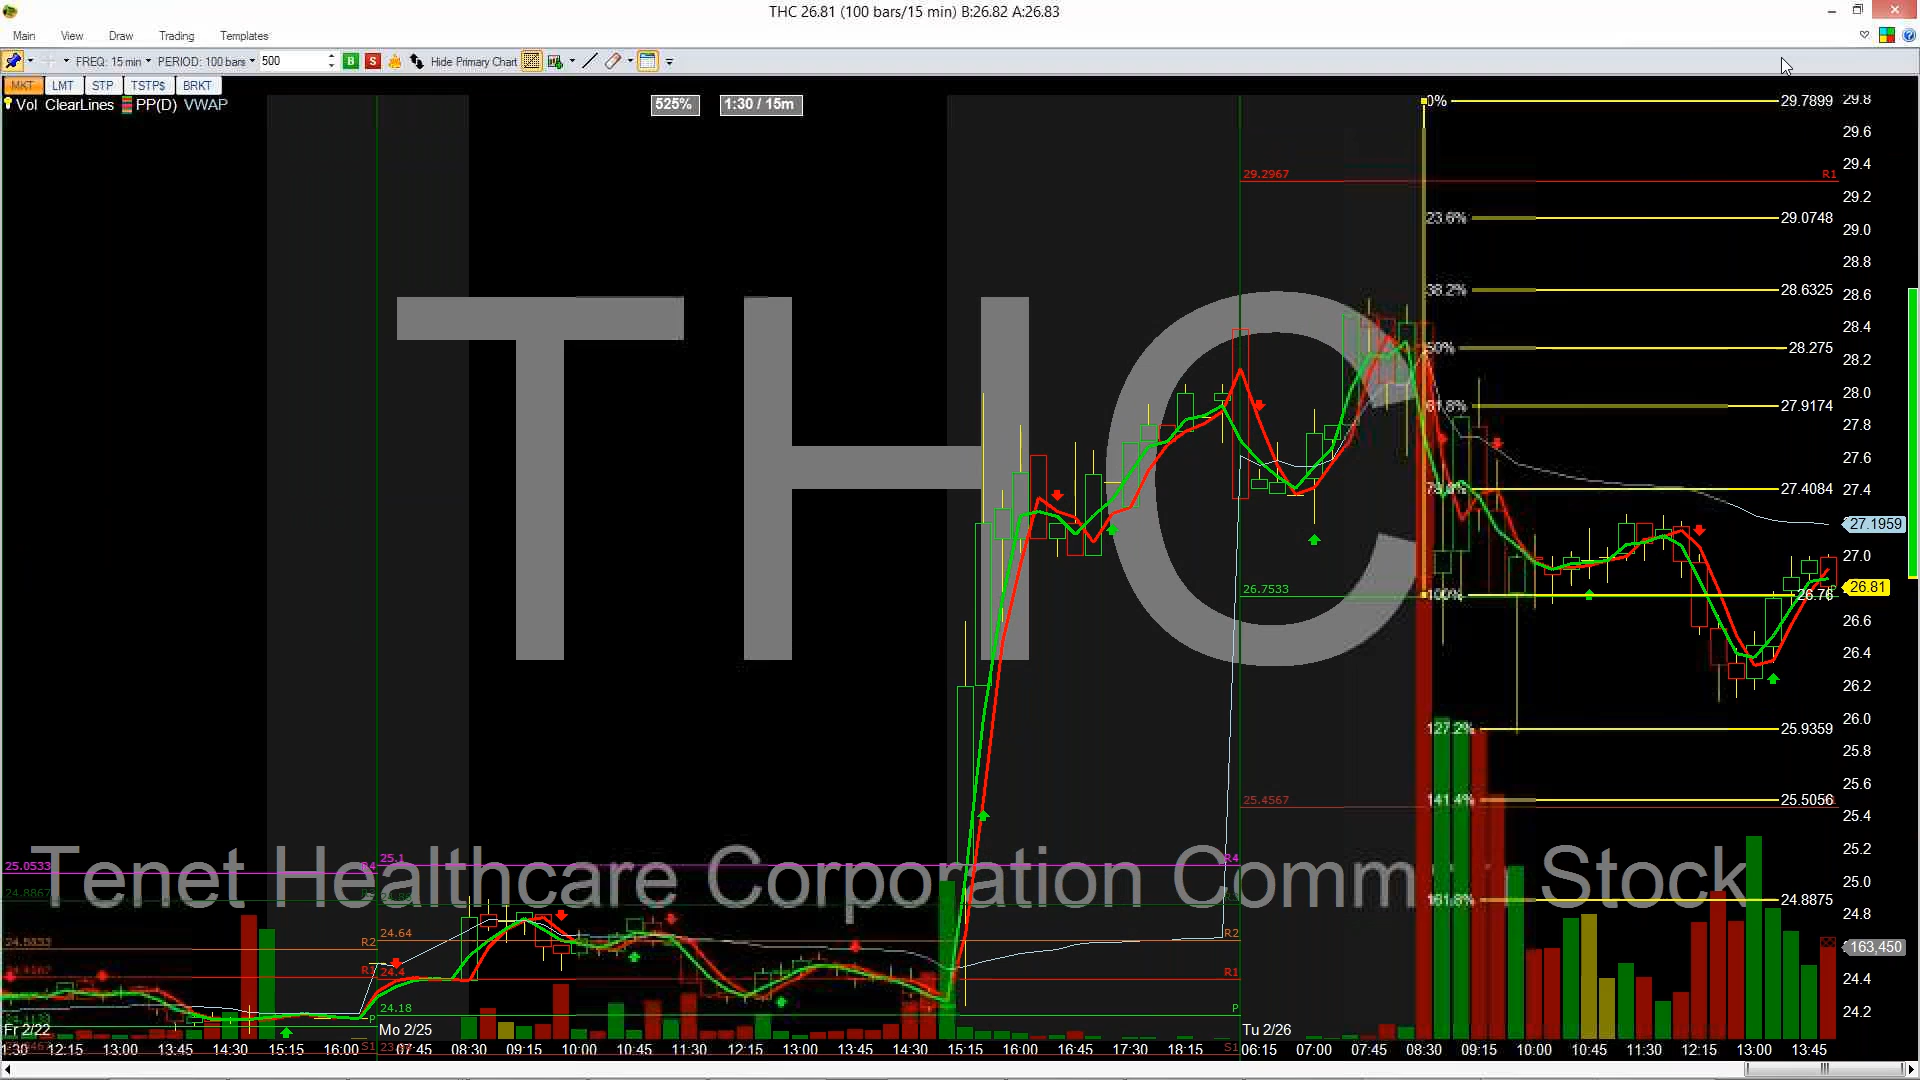 THC 26.81 (100 bars/15 min) B:26.82 A:26.83
Main View Draw Trading Templates
FREQ: 15 min PERIOD: 100 bars 500 B S Hide Primary Chart
MKT LMT STP TSTP$ BRKT
Vol ClearLines PP(D) VWAP
525% 1:30 / 15m
0% 29.7899 29.8
29.6
29.4
29.2967 R1
29.2
23.6% 29.0748
29.0
28.8
38.2% 28.6325 28.6
28.4
50% 28.275
28.2
28.0
61.8% 27.9174
27.8
27.6
27.4084 27.4
27.1959
27.0
26.7533 26.81
100% 26.76
26.6
26.4
26.2
26.0
127.2% 25.9359
25.8
25.6
25.4567 141.4% 25.5056
25.4
THC
25.2
25.0533 R4 25.1 R4
Tenet Healthcare Corporation Comm Stock
25.0
24.8867
161.8% 24.8875
24.8
R2 24.64 R2
163,450
R1 24.4 R1 24.4
P 24.18 P 24.2
Fr 2/22 Mo 2/25 Tu 2/26
12:15 13:00 13:45 14:30 15:15 16:00 07:45 08:30 09:15 10:00 10:45 11:30 12:15 13:00 13:45 14:30 15:15 16:00 16:45 17:30 18:15 S1 06:15 07:00 07:45 08:30 09:15 10:00 10:45 11:30 12:15 13:00 13:45